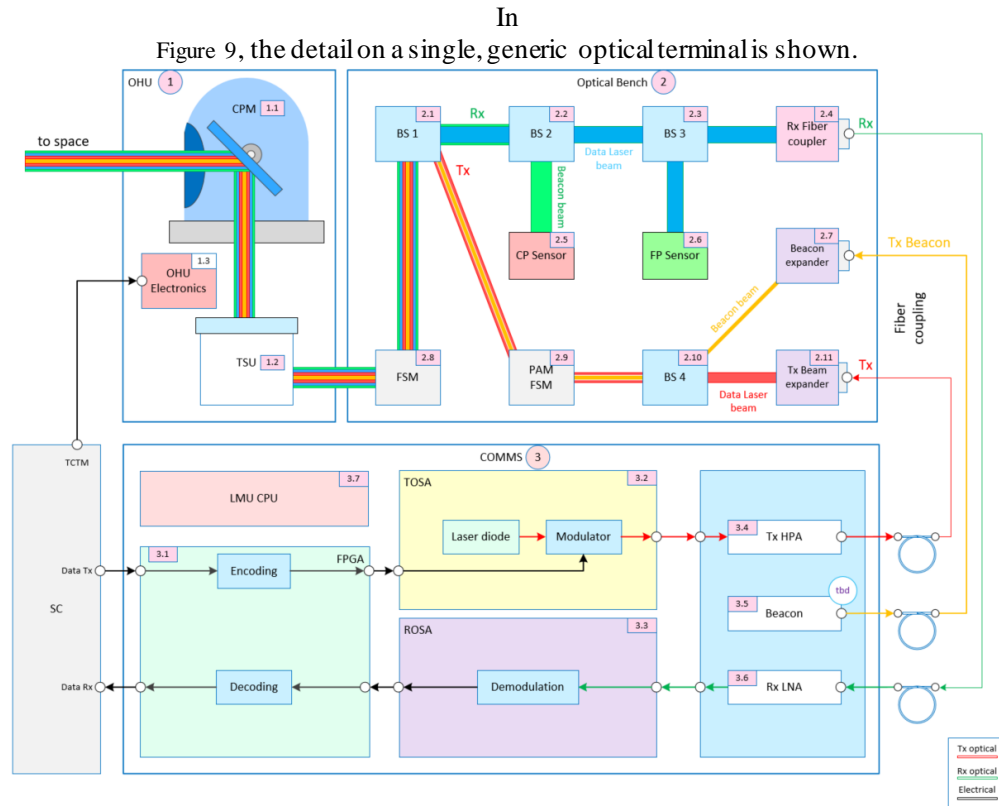 In
Figure 9, the detail on a single, generic optical terminal is shown.
OHU 1
Optical Bench 2
CPM 1.1
to space
1.3
OHU
Electronics
TSU 1.2
2.1
BS 1
Rx
2.2
BS 2
Data Laser
beam
2.3
BS 3
2.4
Rx Fiber
coupler
Rx
Tx
Beacon beam
2.5
CP Sensor
2.6
FP Sensor
2.7
Beacon
expander
Tx Beacon
Beacon beam
Fiber
coupling
2.8
FSM
2.9
PAM
FSM
2.10
BS 4
Data Laser
beam
2.11
Tx Beam
expander
Tx
TCTM
SC
Data Tx
Data Rx
COMMS 3
3.7
LMU CPU
3.1
FPGA
Encoding
Decoding
TOSA
3.2
Laser diode
Modulator
ROSA
3.3
Demodulation
3.4
Tx HPA
tbd
3.5
Beacon
3.6
Rx LNA
Tx optical
Rx optical
Electrical